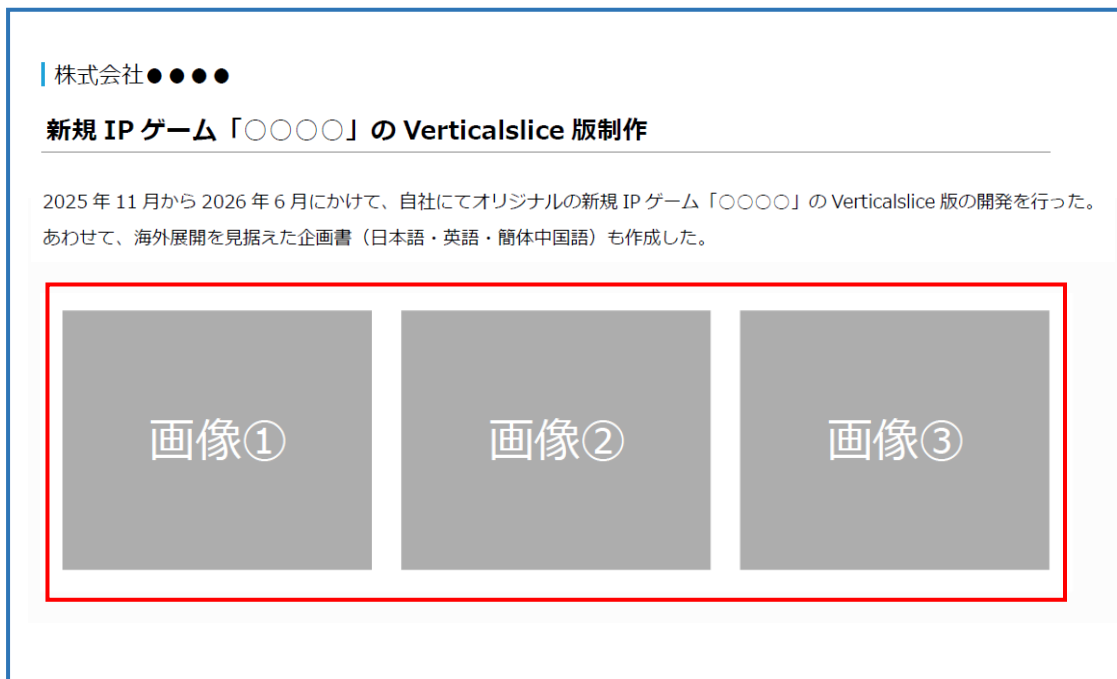 株式会社●●●●
新規 IP ゲーム「○○○○」の Verticalslice 版制作
2025 年 11 月から 2026 年 6 月にかけて、自社にてオリジナルの新規 IP ゲーム「○○○○」の Verticalslice 版の開発を行った。
あわせて、海外展開を見据えた企画書（日本語・英語・簡体中国語）も作成した。
画像① 画像② 画像③